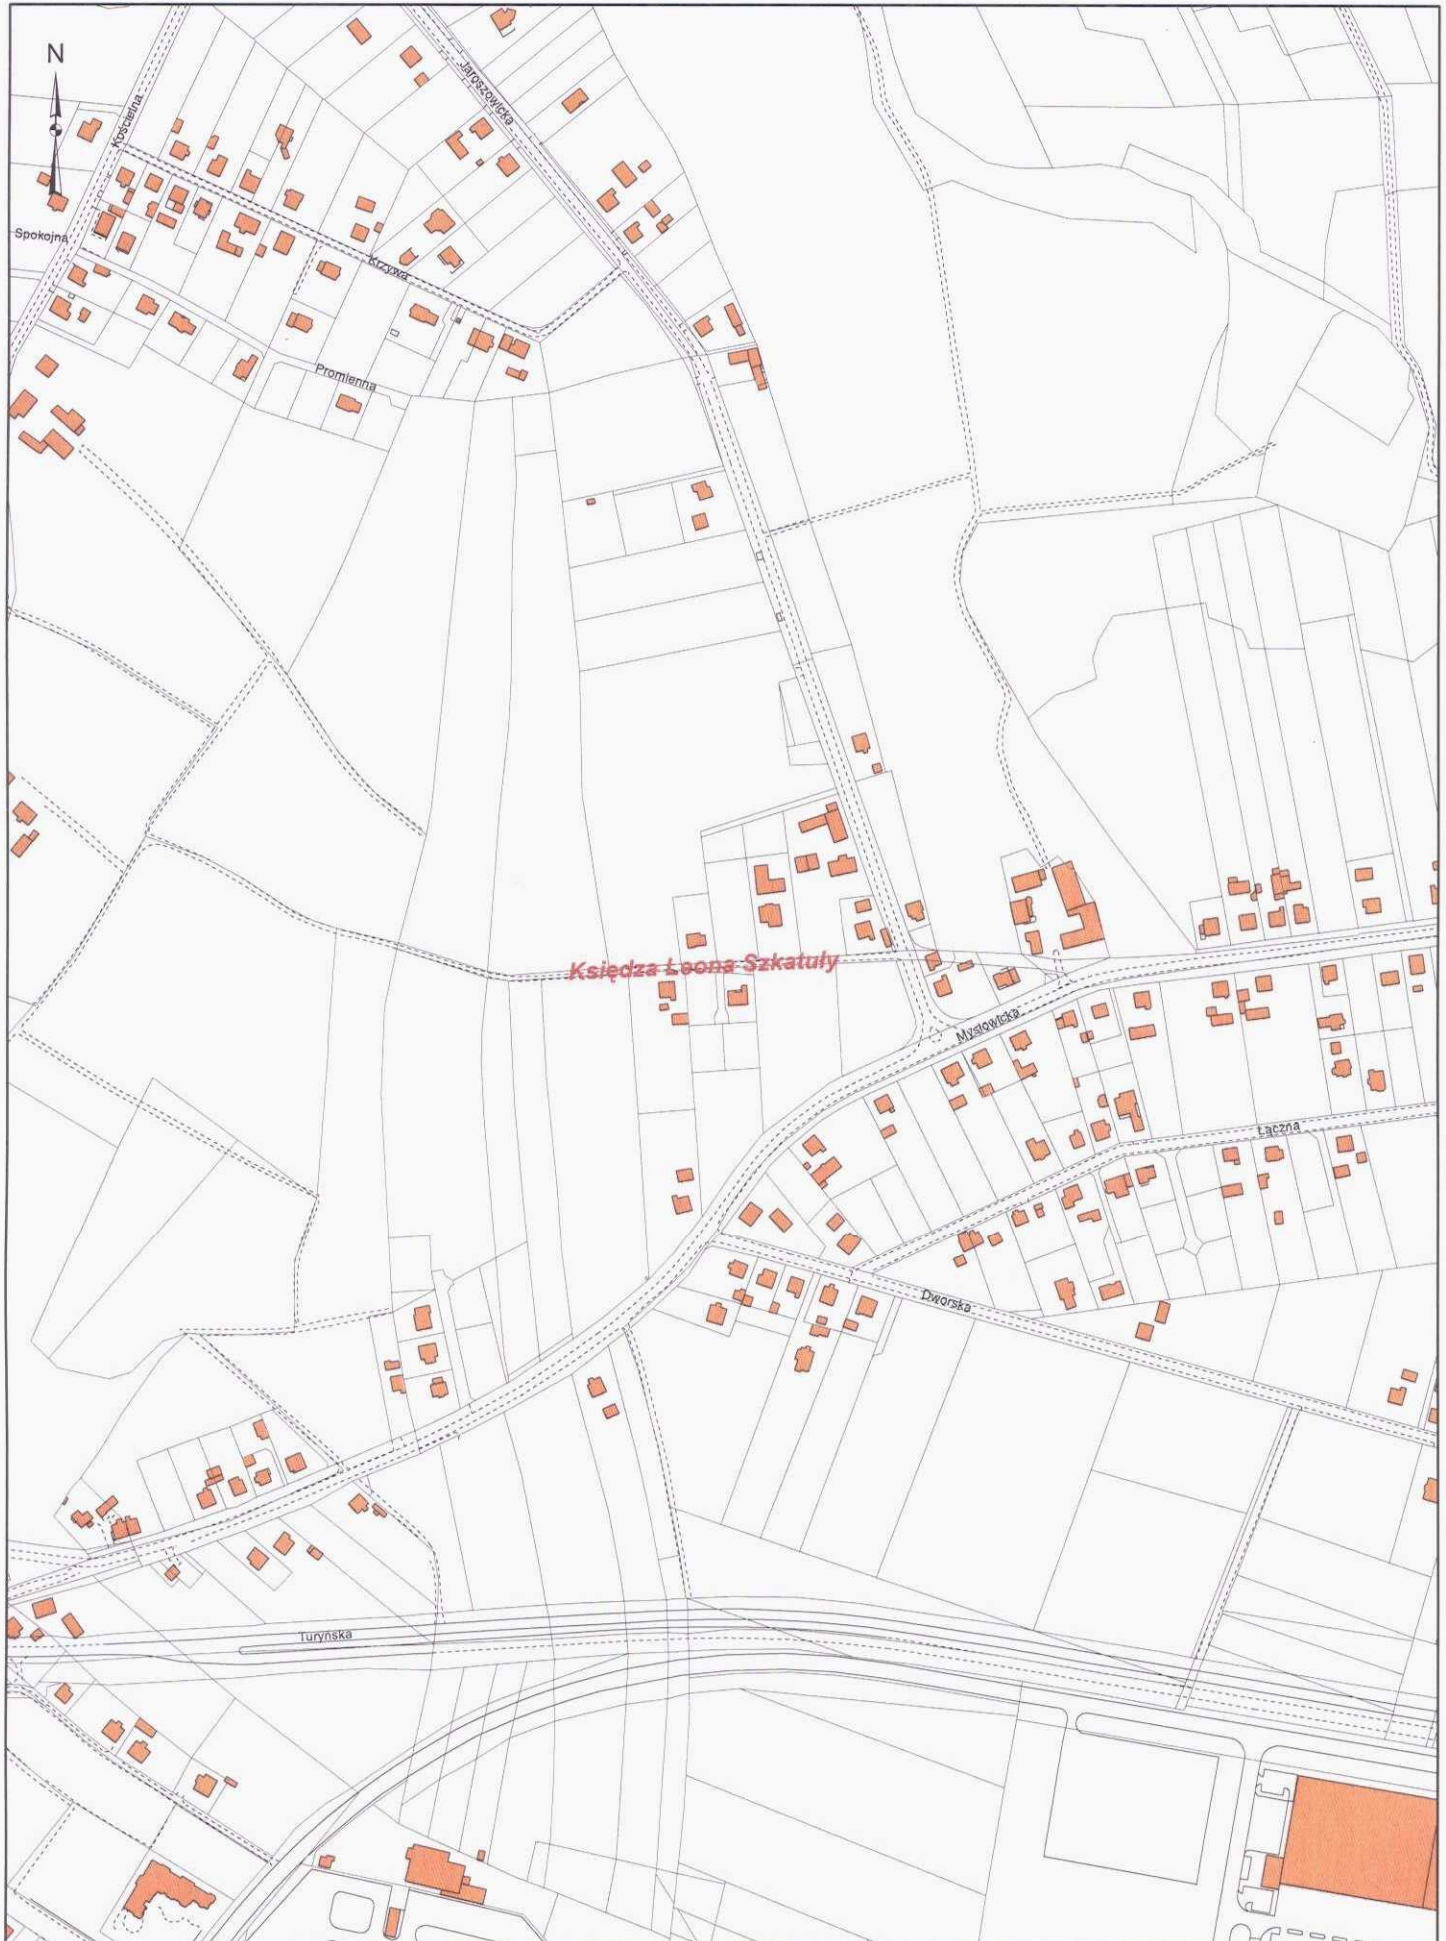 N
Jaroszowicka
Kościelna
Spokojna
Krzywa
Promienna
Księdza Leona Szkatuły
Mysłowicka
Łączna
Dworska
Turyńska